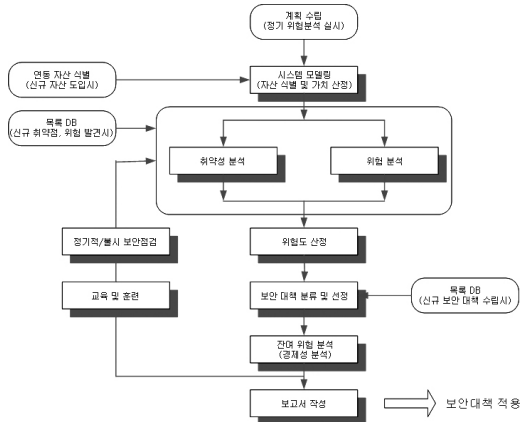 계획 수립
(정기 위험분석 실시)
연동 자산 식별
(신규 자산 도입시)
시스템 모델링
(자산 식별 및 가치 산정)
목록 DB
(신규 취약점, 위협 발견시)
취약성 분석
위협 분석
정기적/불시 보안점검
위험도 산정
교육 및 훈련
보안 대책 분류 및 선정
목록 DB
(신규 보안 대책 수립시)
잔여 위험 분석
(경제성 분석)
보고서 작성
보안대책 적용